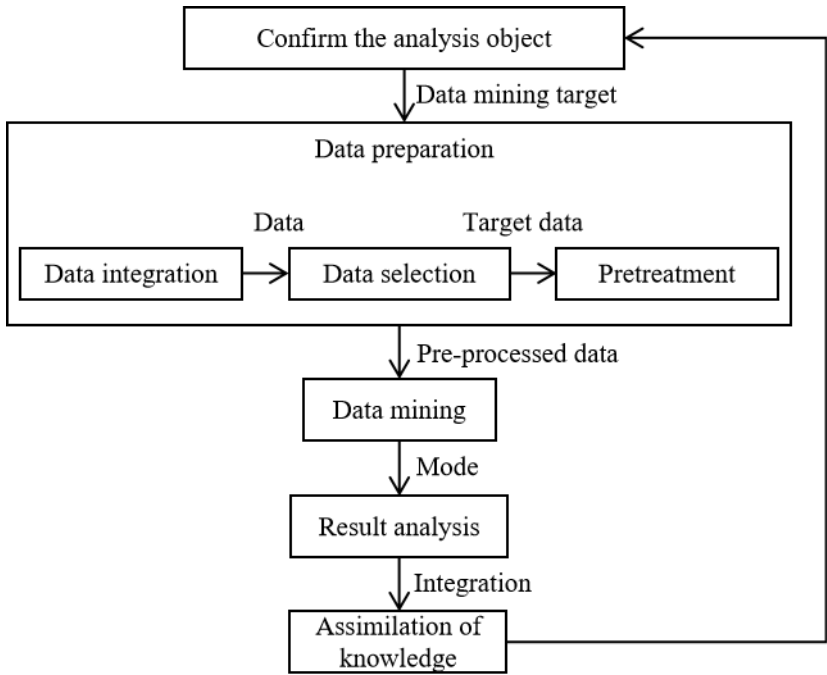 Confirm the analysis object
Data mining target
Data preparation
Data
Target data
Data integration
Data selection
Pretreatment
Pre-processed data
Data mining
Mode
Result analysis
Integration
Assimilation of
knowledge